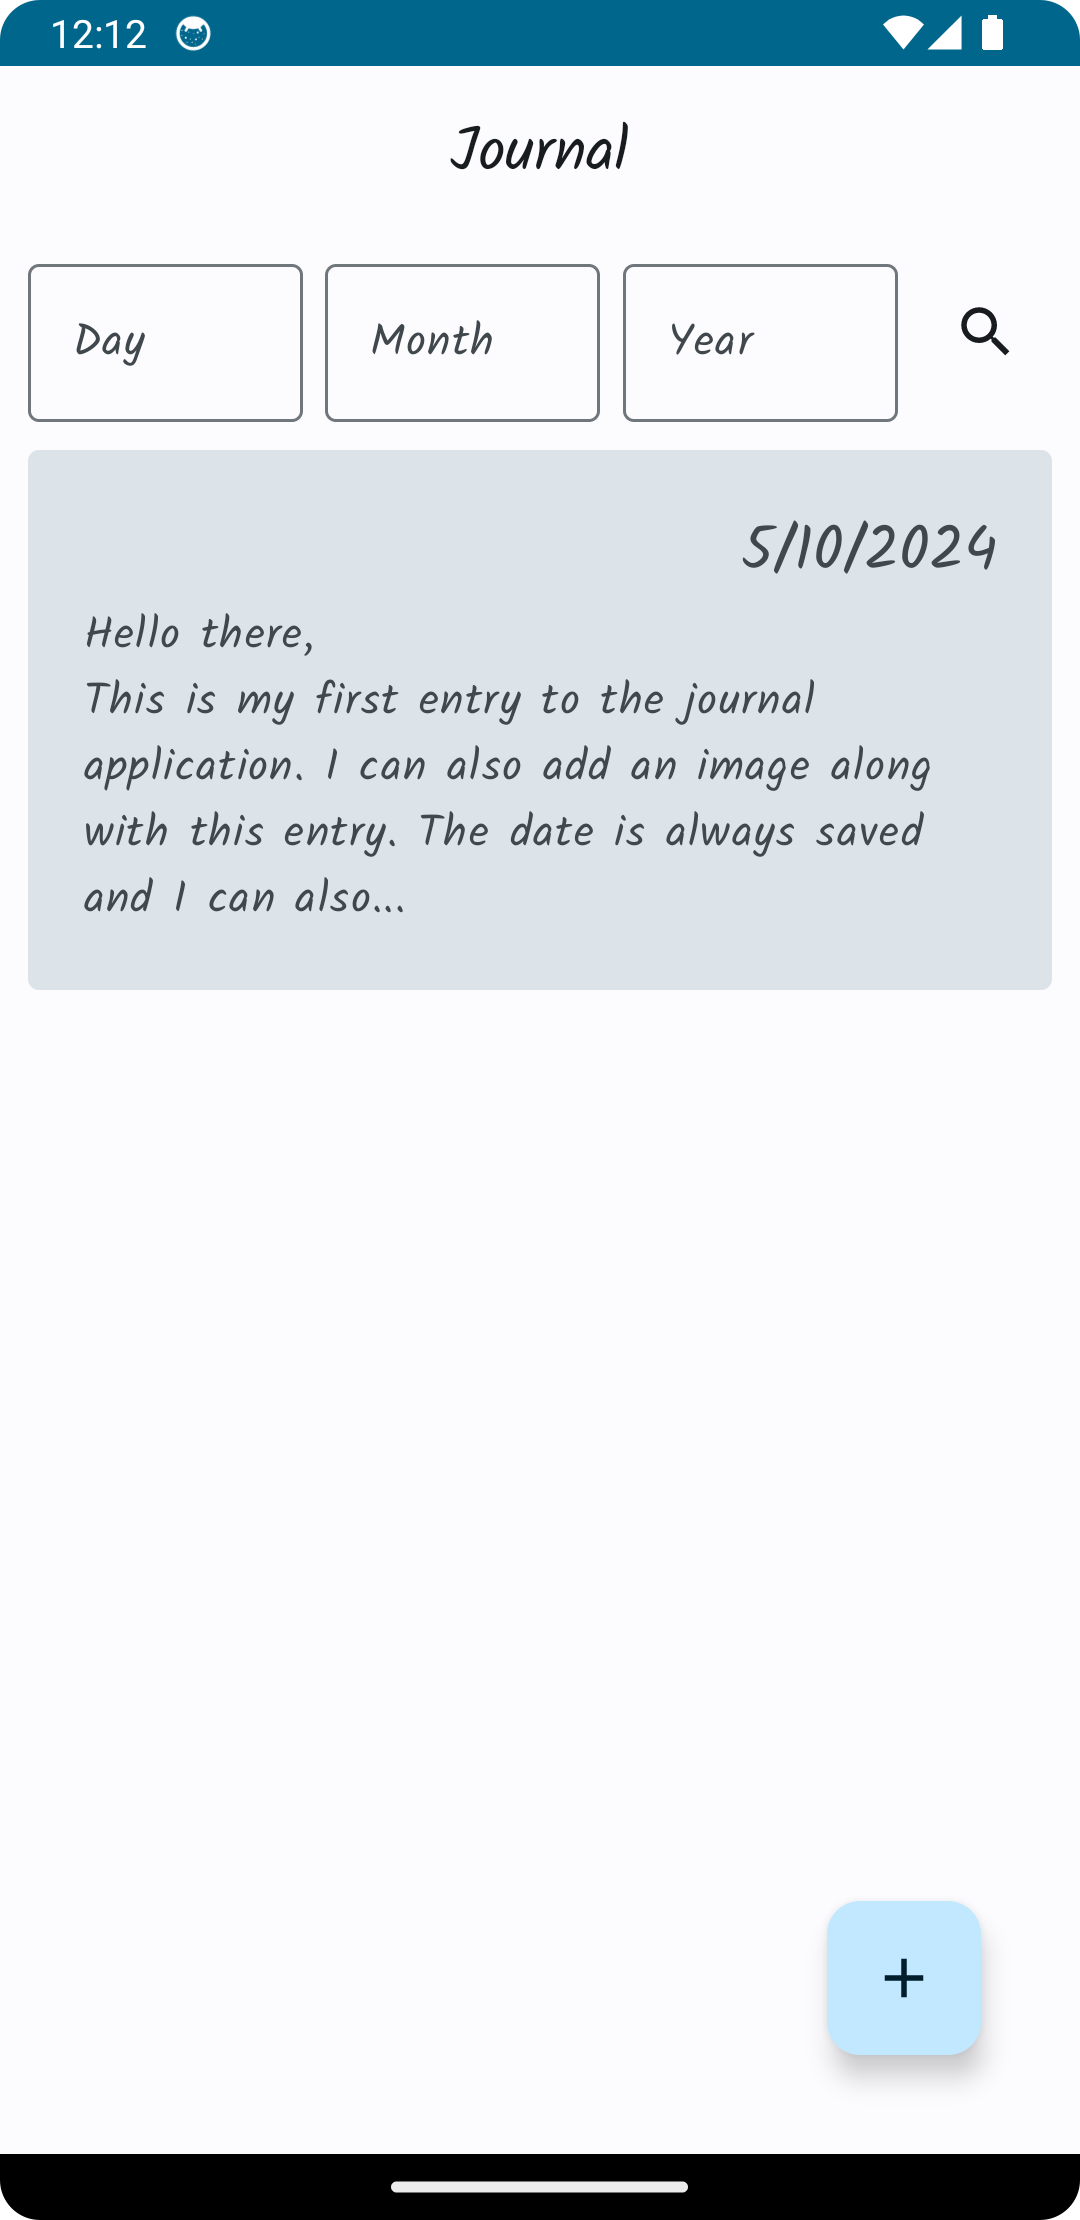 12:12
Journal
Day Month Year
5/10/2024
Hello there,
This is my first entry to the journal
application. I can also add an image along
with this entry. The date is always saved
and I can also...